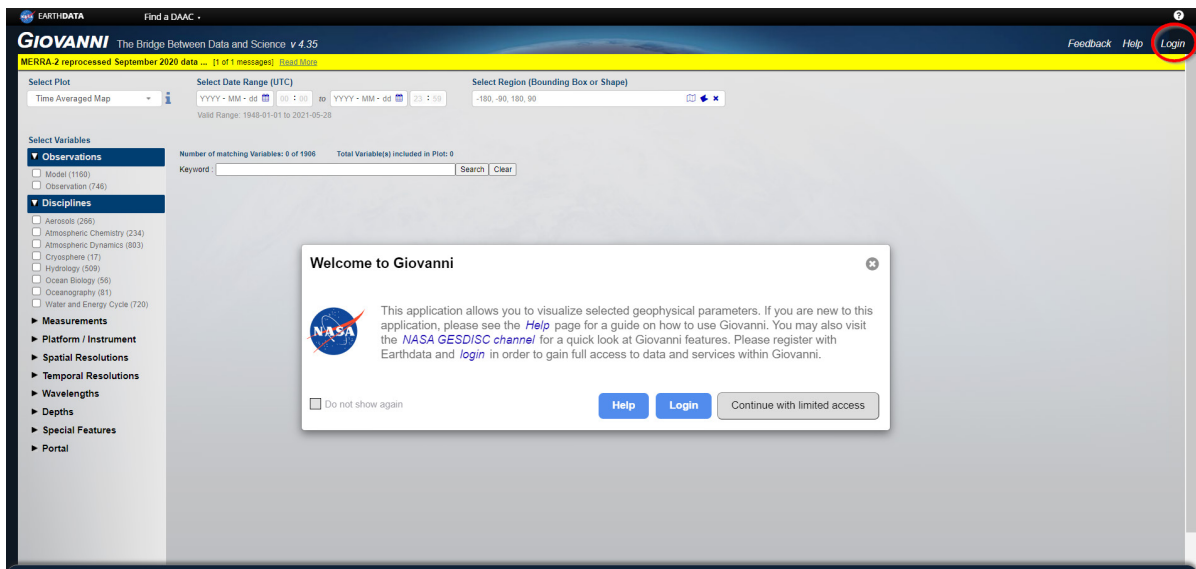 EARTHDATA Find a DAAC
GIOVANNI The Bridge Between Data and Science v 4.35 Feedback Help Login
MERRA-2 reprocessed September 2020 data ... [1 of 1 messages] Read More
Select Plot Select Date Range (UTC) Select Region (Bounding Box or Shape)
Time Averaged Map i YYYY - MM - dd 00 : 00 to YYYY - MM - dd 23 : 59 -180, -90, 180, 90
Valid Range: 1948-01-01 to 2021-05-28
Select Variables
Observations
Number of matching Variables: 0 of 1906 Total Variable(s) included in Plot: 0
Model (1160)
Keyword : Search Clear
Observation (746)
Disciplines
Aerosols (266)
Atmospheric Chemistry (234)
Atmospheric Dynamics (803)
Cryosphere (17)
Hydrology (509)
Ocean Biology (56)
Oceanography (81)
Water and Energy Cycle (720)
Measurements
Platform / Instrument
Spatial Resolutions
Temporal Resolutions
Wavelengths
Depths
Special Features
Portal
Welcome to Giovanni
NASA
This application allows you to visualize selected geophysical parameters. If you are new to this
application, please see the Help page for a guide on how to use Giovanni. You may also visit
the NASA GESDISC channel for a quick look at Giovanni features. Please register with
Earthdata and login in order to gain full access to data and services within Giovanni.
Do not show again Help Login Continue with limited access